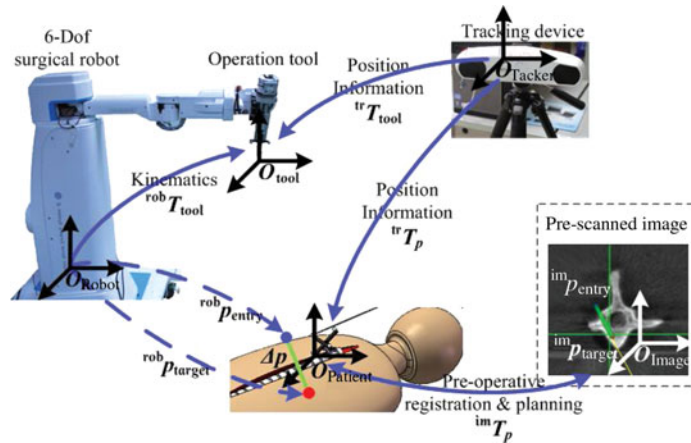 6-Dof
surgical robot
Operation tool
Tracking device
O_Tacker
Position
Information
trT_tool
O_tool
Kinematics
robT_tool
Position
Information
trT_p
O_Robot
robp_entry
robp_target
Δp
O_Patient
Pre-operative
registration & planning
imT_p
Pre-scanned image
imp_entry
imp_target
O_Image